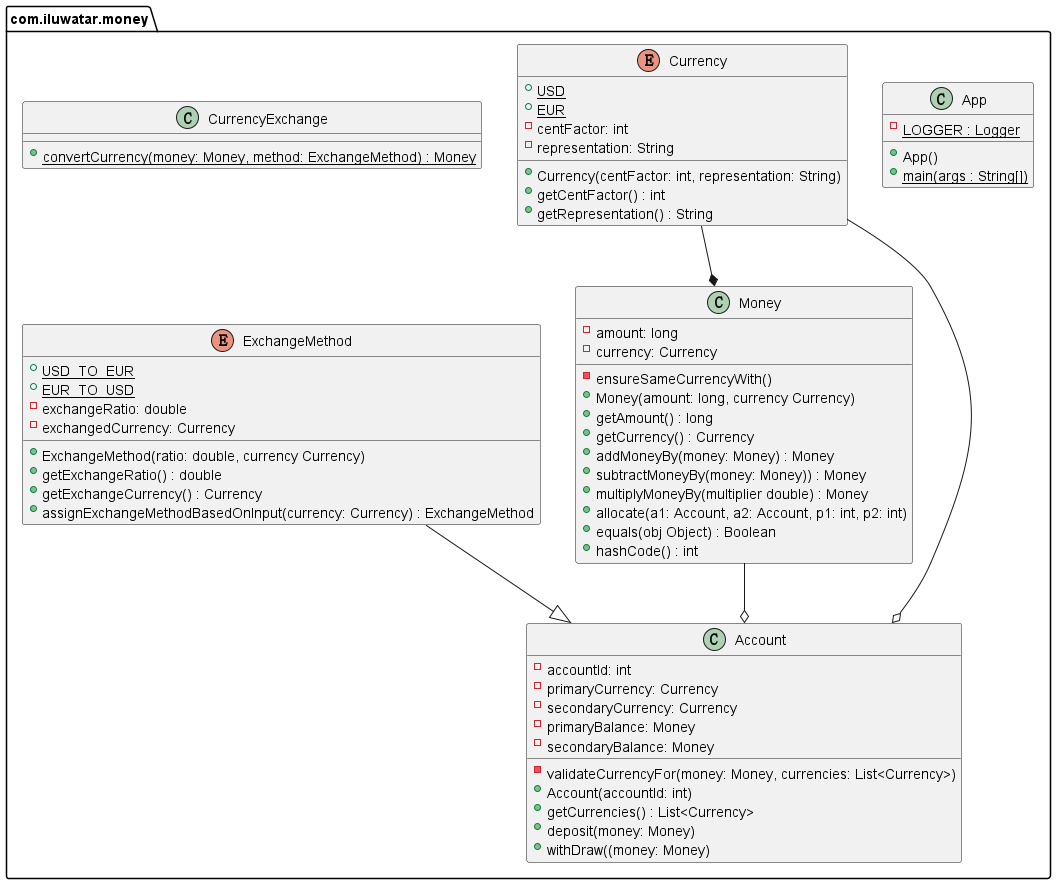 com.iluwatar.money
C CurrencyExchange
convertCurrency(money: Money, method: ExchangeMethod) : Money
E Currency
USD
EUR
centFactor: int
representation: String
Currency(centFactor: int, representation: String)
getCentFactor() : int
getRepresentation() : String
C App
LOGGER : Logger
App()
main(args : String[])
E ExchangeMethod
USD_TO_EUR
EUR_TO_USD
exchangeRatio: double
exchangedCurrency: Currency
ExchangeMethod(ratio: double, currency Currency)
getExchangeRatio() : double
getExchangeCurrency() : Currency
assignExchangeMethodBasedOnInput(currency: Currency) : ExchangeMethod
C Money
amount: long
currency: Currency
ensureSameCurrencyWith()
Money(amount: long, currency Currency)
getAmount() : long
getCurrency() : Currency
addMoneyBy(money: Money) : Money
subtractMoneyBy(money: Money)) : Money
multiplyMoneyBy(multiplier double) : Money
allocate(a1: Account, a2: Account, p1: int, p2: int)
equals(obj Object) : Boolean
hashCode() : int
C Account
accountId: int
primaryCurrency: Currency
secondaryCurrency: Currency
primaryBalance: Money
secondaryBalance: Money
validateCurrencyFor(money: Money, currencies: List<Currency>)
Account(accountId: int)
getCurrencies() : List<Currency>
deposit(money: Money)
withDraw((money: Money)